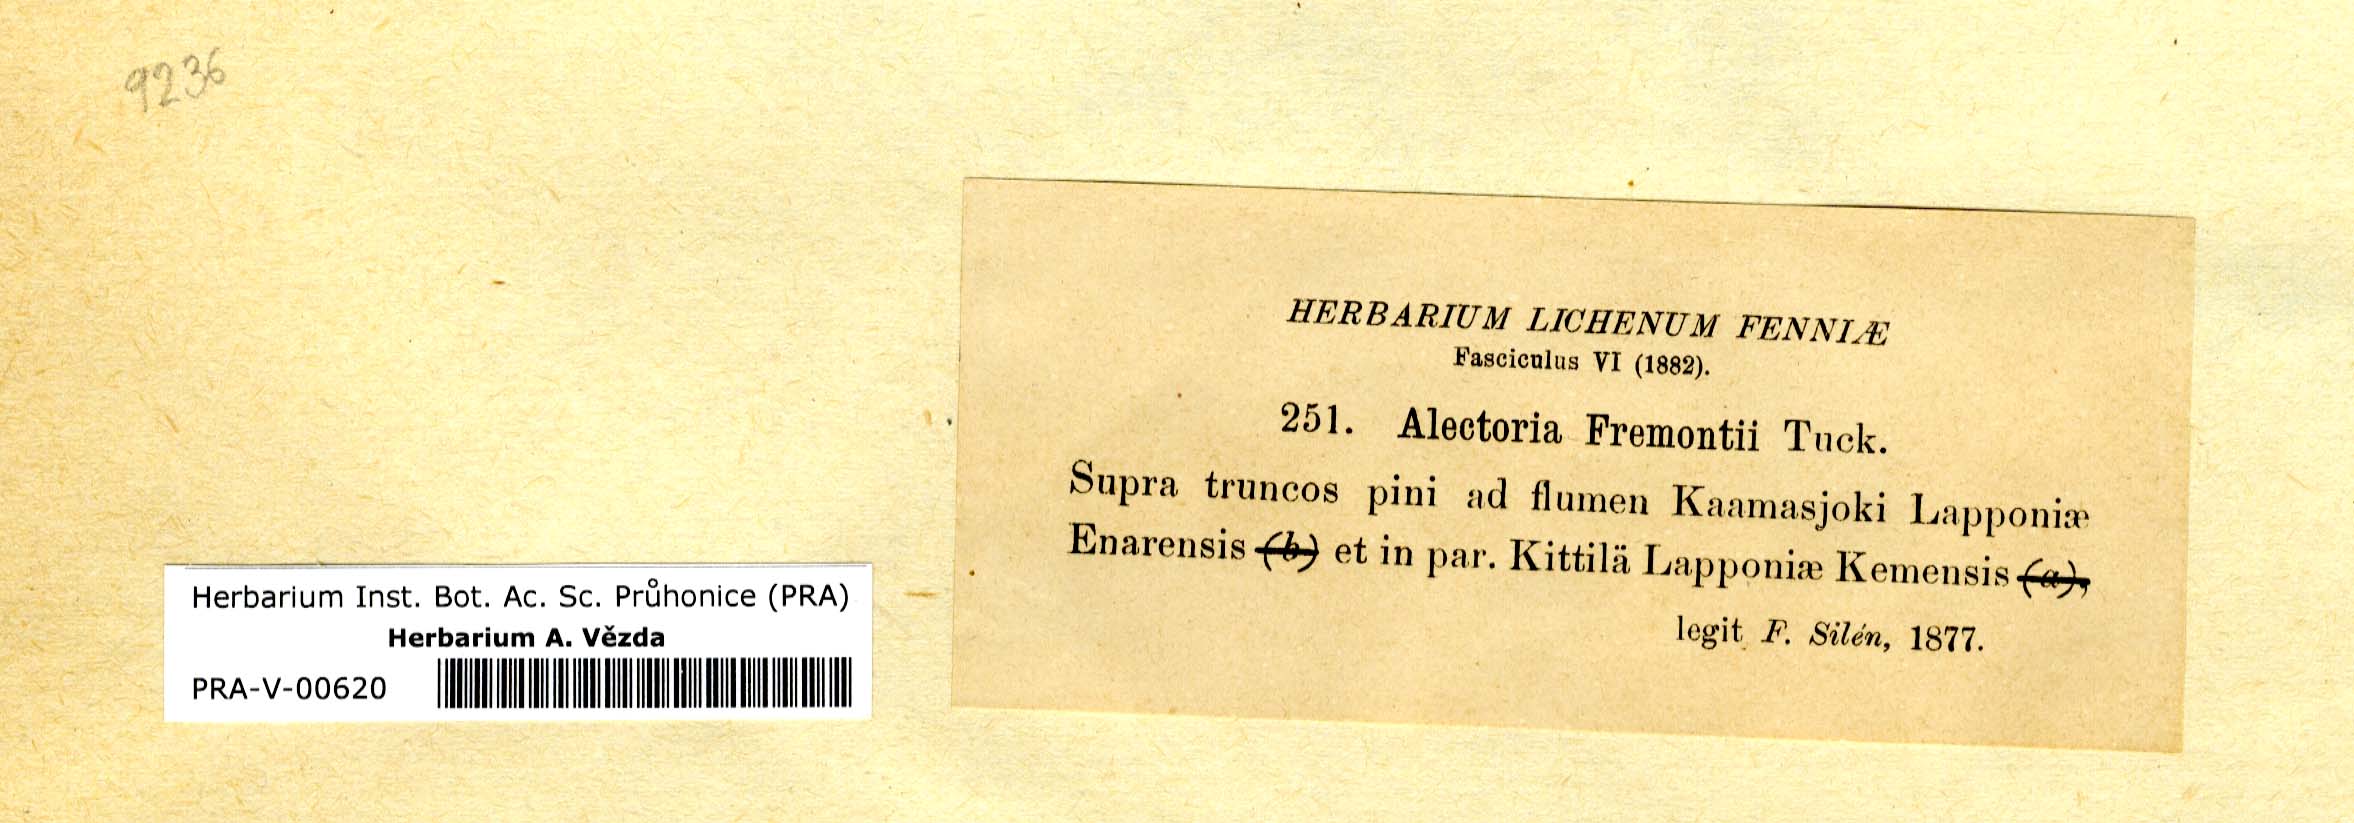 9236
HERBARIUM LICHENUM FENNIÆ
Fasciculus VI (1882).
251. Alectoria Fremontii Tuck.
Supra truncos pini ad flumen Kaamasjoki Lapponiæ
Enarensis (b) et in par. Kittilä Lapponiæ Kemensis (a),
legit F. Silén, 1877.
Herbarium Inst. Bot. Ac. Sc. Průhonice (PRA)
Herbarium A. Vězda
PRA-V-00620